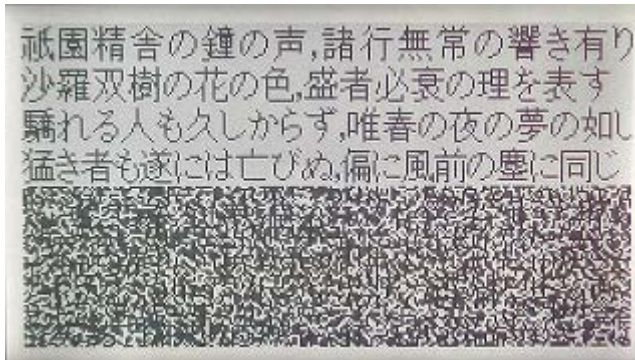 祇園精舎の鐘の声,諸行無常の響き有り
沙羅双樹の花の色,盛者必衰の理を表す
驕れる人も久しからず,唯春の夜の夢の如し
猛き者も遂には亡びぬ,偏に風前の塵に同じ